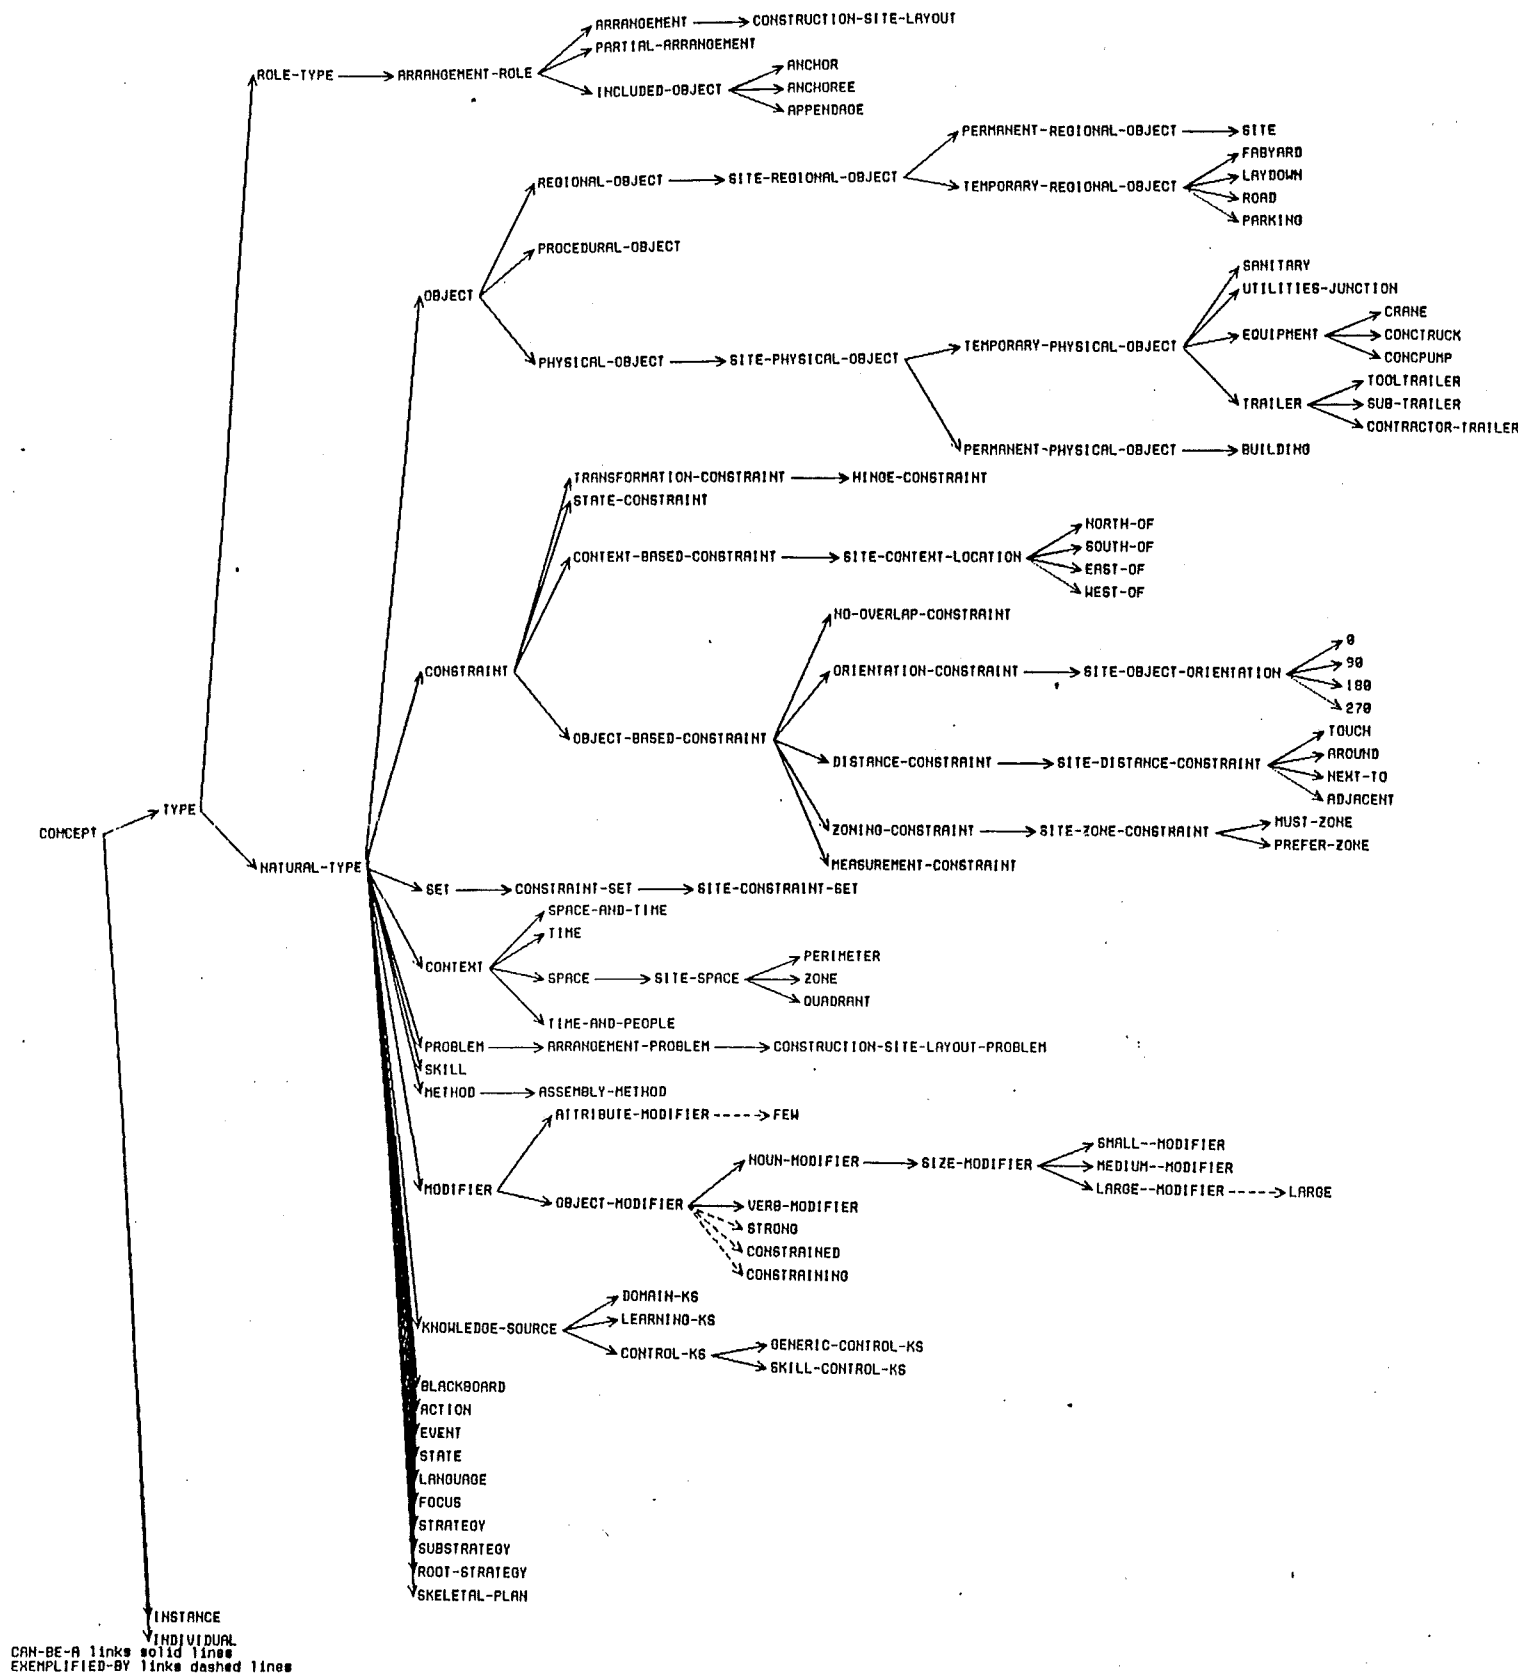 ARRANGEMENT CONSTRUCTION-SITE-LAYOUT
PARTIAL-ARRANGEMENT
ROLE-TYPE ARRANGEMENT-ROLE
INCLUDED-OBJECT
ANCHOR
ANCHOREE
APPENDAGE
PERMANENT-REGIONAL-OBJECT SITE
REGIONAL-OBJECT SITE-REGIONAL-OBJECT
TEMPORARY-REGIONAL-OBJECT
FABYARD
LAYDOWN
ROAD
PARKING
PROCEDURAL-OBJECT
OBJECT
SANITARY
UTILITIES-JUNCTION
EQUIPMENT
CRANE
CONCTRUCK
CONCPUMP
PHYSICAL-OBJECT SITE-PHYSICAL-OBJECT
TEMPORARY-PHYSICAL-OBJECT
TRAILER
TOOLTRAILER
SUB-TRAILER
CONTRACTOR-TRAILER
PERMANENT-PHYSICAL-OBJECT BUILDING
TRANSFORMATION-CONSTRAINT HINGE-CONSTRAINT
STATE-CONSTRAINT
CONTEXT-BASED-CONSTRAINT SITE-CONTEXT-LOCATION
NORTH-OF
SOUTH-OF
EAST-OF
WEST-OF
CONSTRAINT
NO-OVERLAP-CONSTRAINT
ORIENTATION-CONSTRAINT SITE-OBJECT-ORIENTATION
0
90
180
270
OBJECT-BASED-CONSTRAINT
DISTANCE-CONSTRAINT SITE-DISTANCE-CONSTRAINT
TOUCH
AROUND
NEXT-TO
ADJACENT
ZONING-CONSTRAINT SITE-ZONE-CONSTRAINT
MUST-ZONE
PREFER-ZONE
MEASUREMENT-CONSTRAINT
CONCEPT
TYPE
NATURAL-TYPE
SET CONSTRAINT-SET SITE-CONSTRAINT-SET
SPACE-AND-TIME
TIME
CONTEXT
SPACE SITE-SPACE
PERIMETER
ZONE
QUADRANT
TIME-AND-PEOPLE
PROBLEM ARRANGEMENT-PROBLEM CONSTRUCTION-SITE-LAYOUT-PROBLEM
SKILL
METHOD ASSEMBLY-METHOD
ATTRIBUTE-MODIFIER FEW
MODIFIER
OBJECT-MODIFIER
NOUN-MODIFIER SIZE-MODIFIER
SMALL--MODIFIER
MEDIUM--MODIFIER
LARGE--MODIFIER LARGE
VERB-MODIFIER
STRONG
CONSTRAINED
CONSTRAINING
KNOWLEDGE-SOURCE
DOMAIN-KS
LEARNING-KS
CONTROL-KS
GENERIC-CONTROL-KS
SKILL-CONTROL-KS
BLACKBOARD
ACTION
EVENT
STATE
LANGUAGE
FOCUS
STRATEGY
SUBSTRATEGY
ROOT-STRATEGY
SKELETAL-PLAN
INSTANCE
INDIVIDUAL
CAN-BE-A links solid lines
EXEMPLIFIED-BY links dashed lines